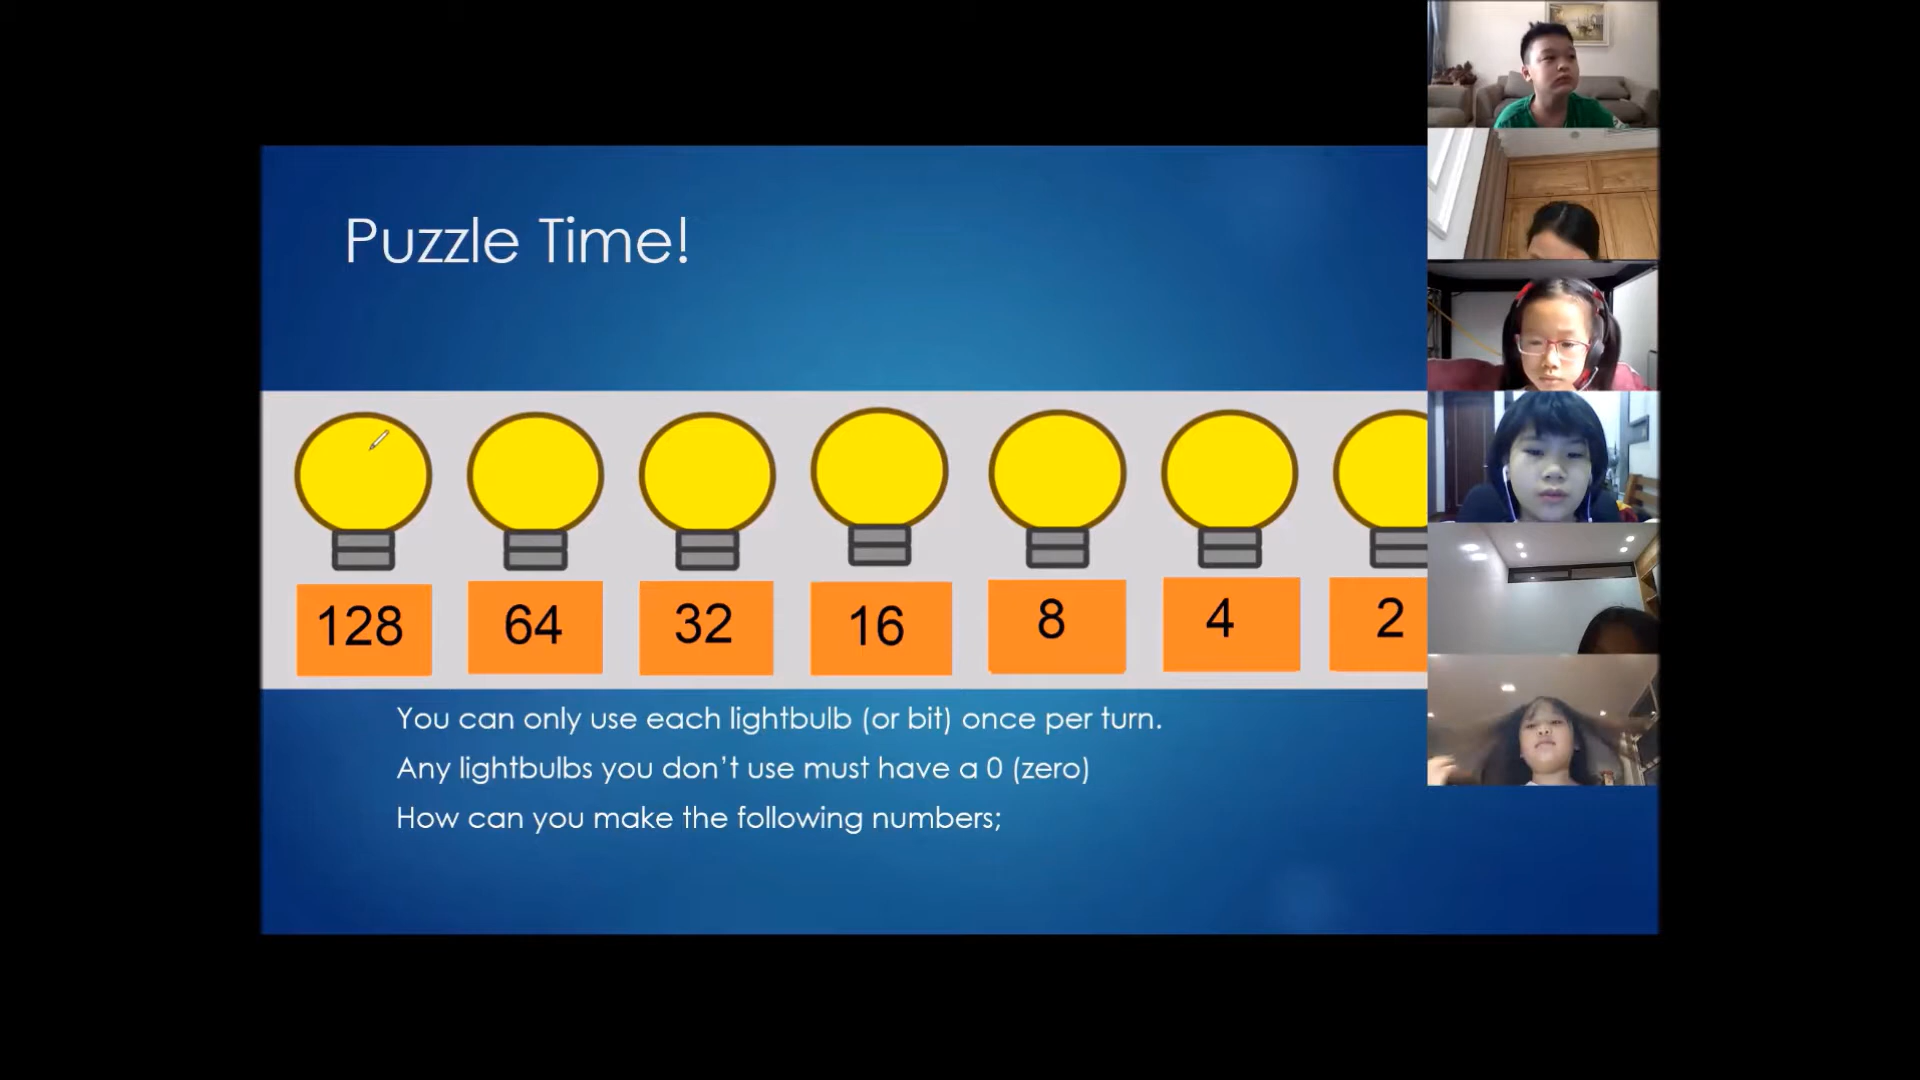 Puzzle Time!
128 64 32 16 8 4 2
You can only use each lightbulb (or bit) once per turn.
Any lightbulbs you don't use must have a 0 (zero)
How can you make the following numbers;